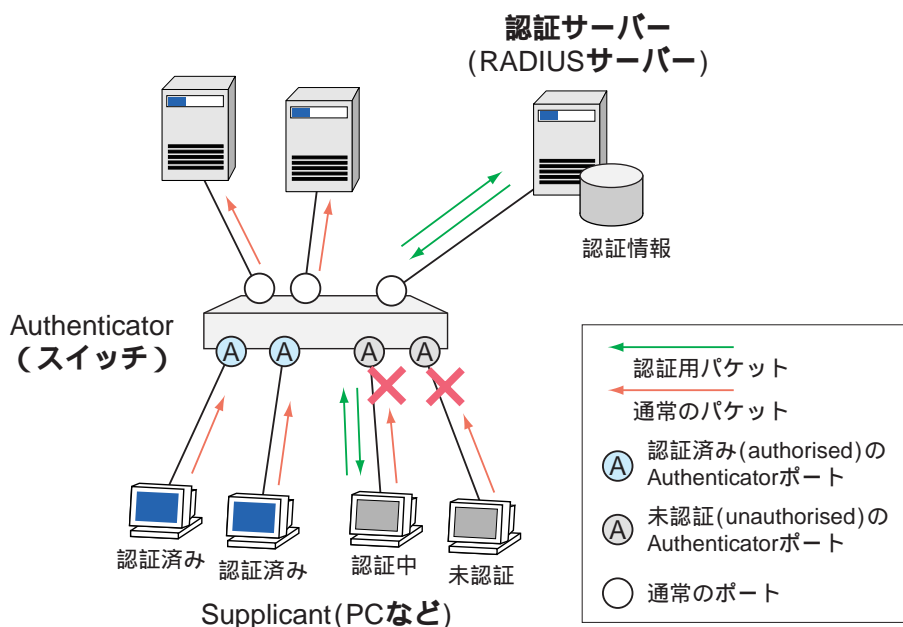 認証サーバー
(RADIUSサーバー)
認証情報
Authenticator
(スイッチ)
A
A
A
A
認証済み
認証済み
認証中
未認証
Supplicant(PCなど)
認証用パケット
通常のパケット
A
認証済み(authorised)の
Authenticatorポート
A
未認証(unauthorised)の
Authenticatorポート
通常のポート